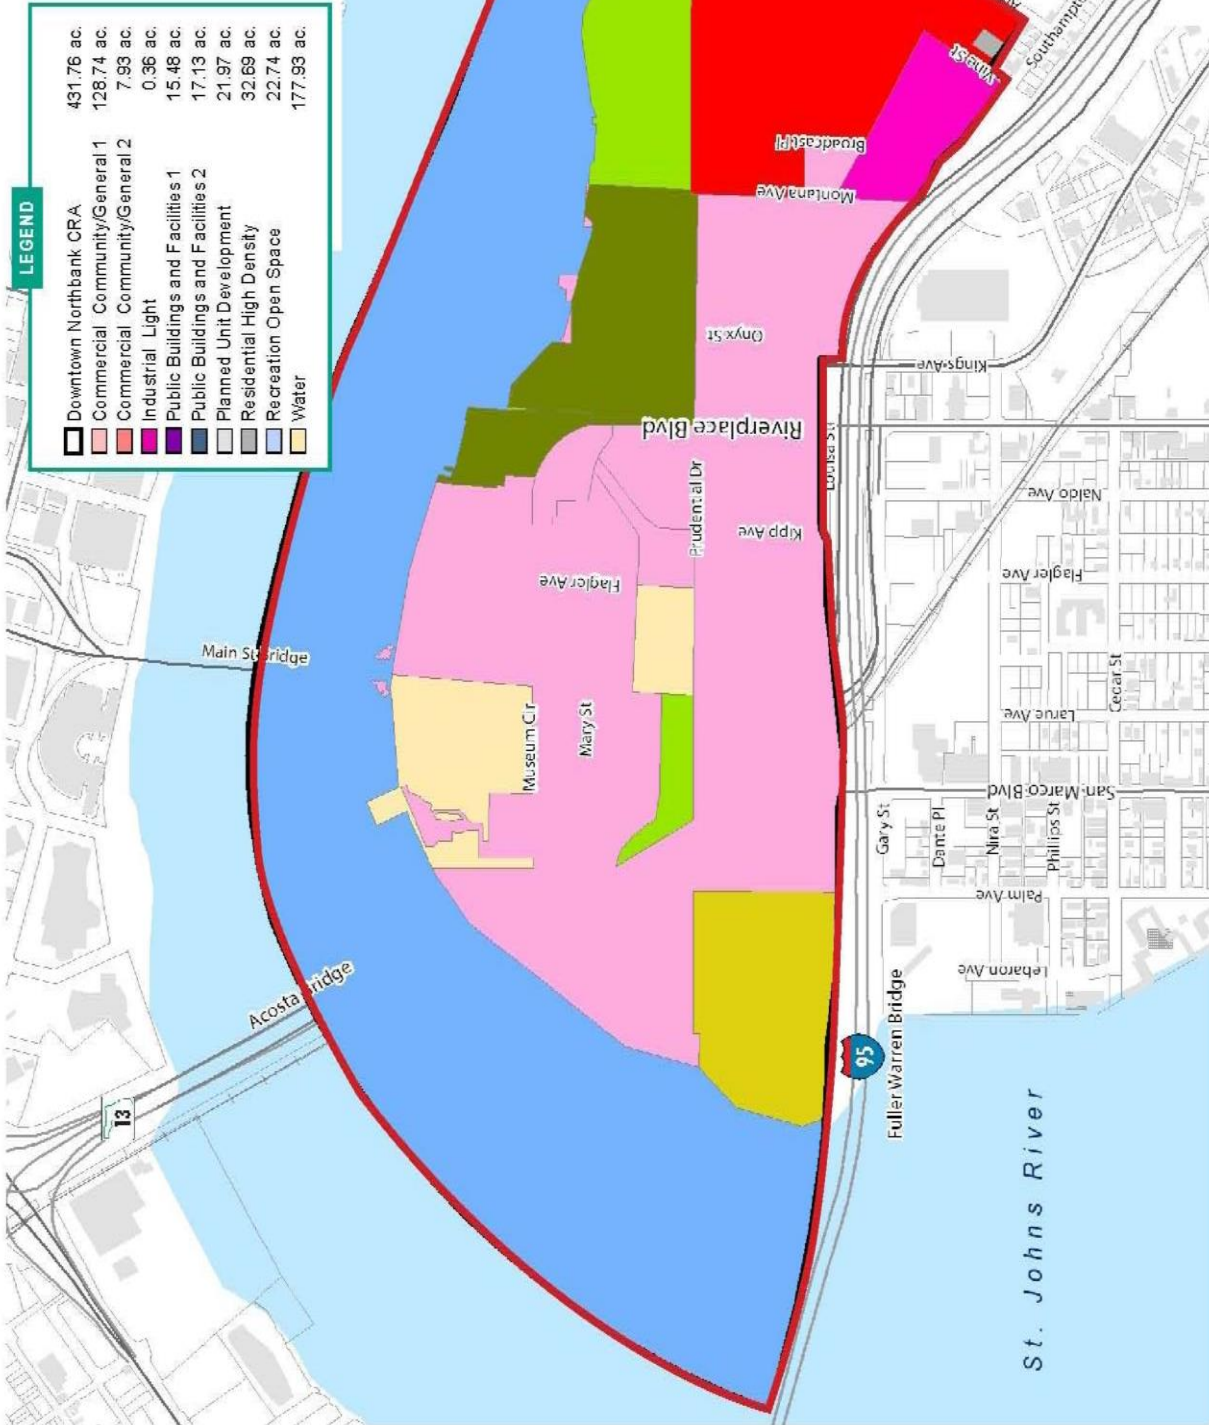 LEGEND
Downtown Northbank CRA 431.76 ac.
Commercial Community/General 1 128.74 ac.
Commercial Community/General 2 7.93 ac.
Industrial Light 0.36 ac.
Public Buildings and Facilities 1 15.48 ac.
Public Buildings and Facilities 2 17.13 ac.
Planned Unit Development 21.97 ac.
Residential High Density 32.69 ac.
Recreation Open Space 22.74 ac.
Water 177.93 ac.
Main St Bridge
Acosta Bridge
13
Museum Cir
Mary St
Flagler Ave
Prudential Dr
Kipp Ave
Riverplace Blvd
Onyx St
Montana Ave
Broadcast Pl
Vine St
Southampton
Louisa St
Kings Ave
Naldo Ave
Flagler Ave
Larue Ave
Cedar St
San Marco Blvd
Gary St
Dante Pl
Nira St
Phillips St
Palm Ave
Lebaron Ave
95
Fuller Warren Bridge
St. Johns River